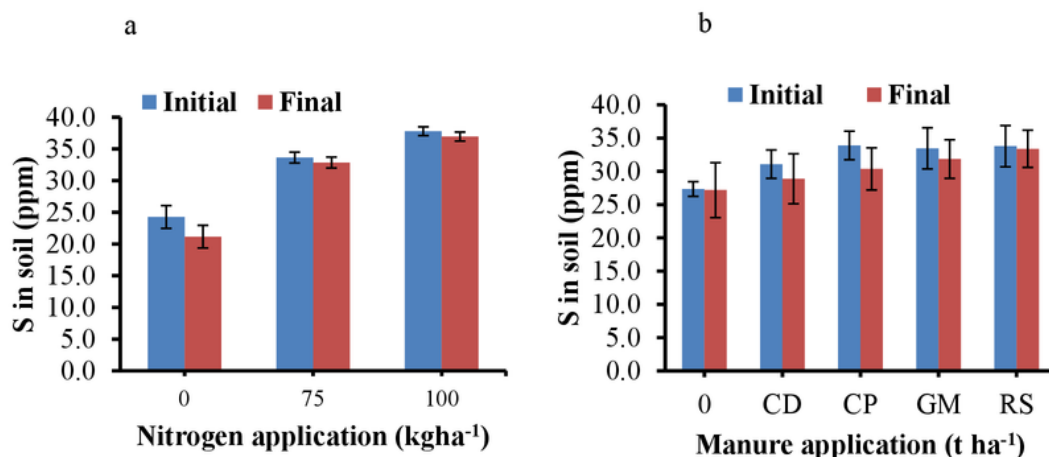 a
Initial Final
40.0
35.0
30.0
25.0
20.0
15.0
10.0
5.0
0.0
S in soil (ppm)
0 75 100
Nitrogen application (kgha⁻¹)
b
Initial Final
40.0
35.0
30.0
25.0
20.0
15.0
10.0
5.0
0.0
S in soil (ppm)
0 CD CP GM RS
Manure application (t ha⁻¹)